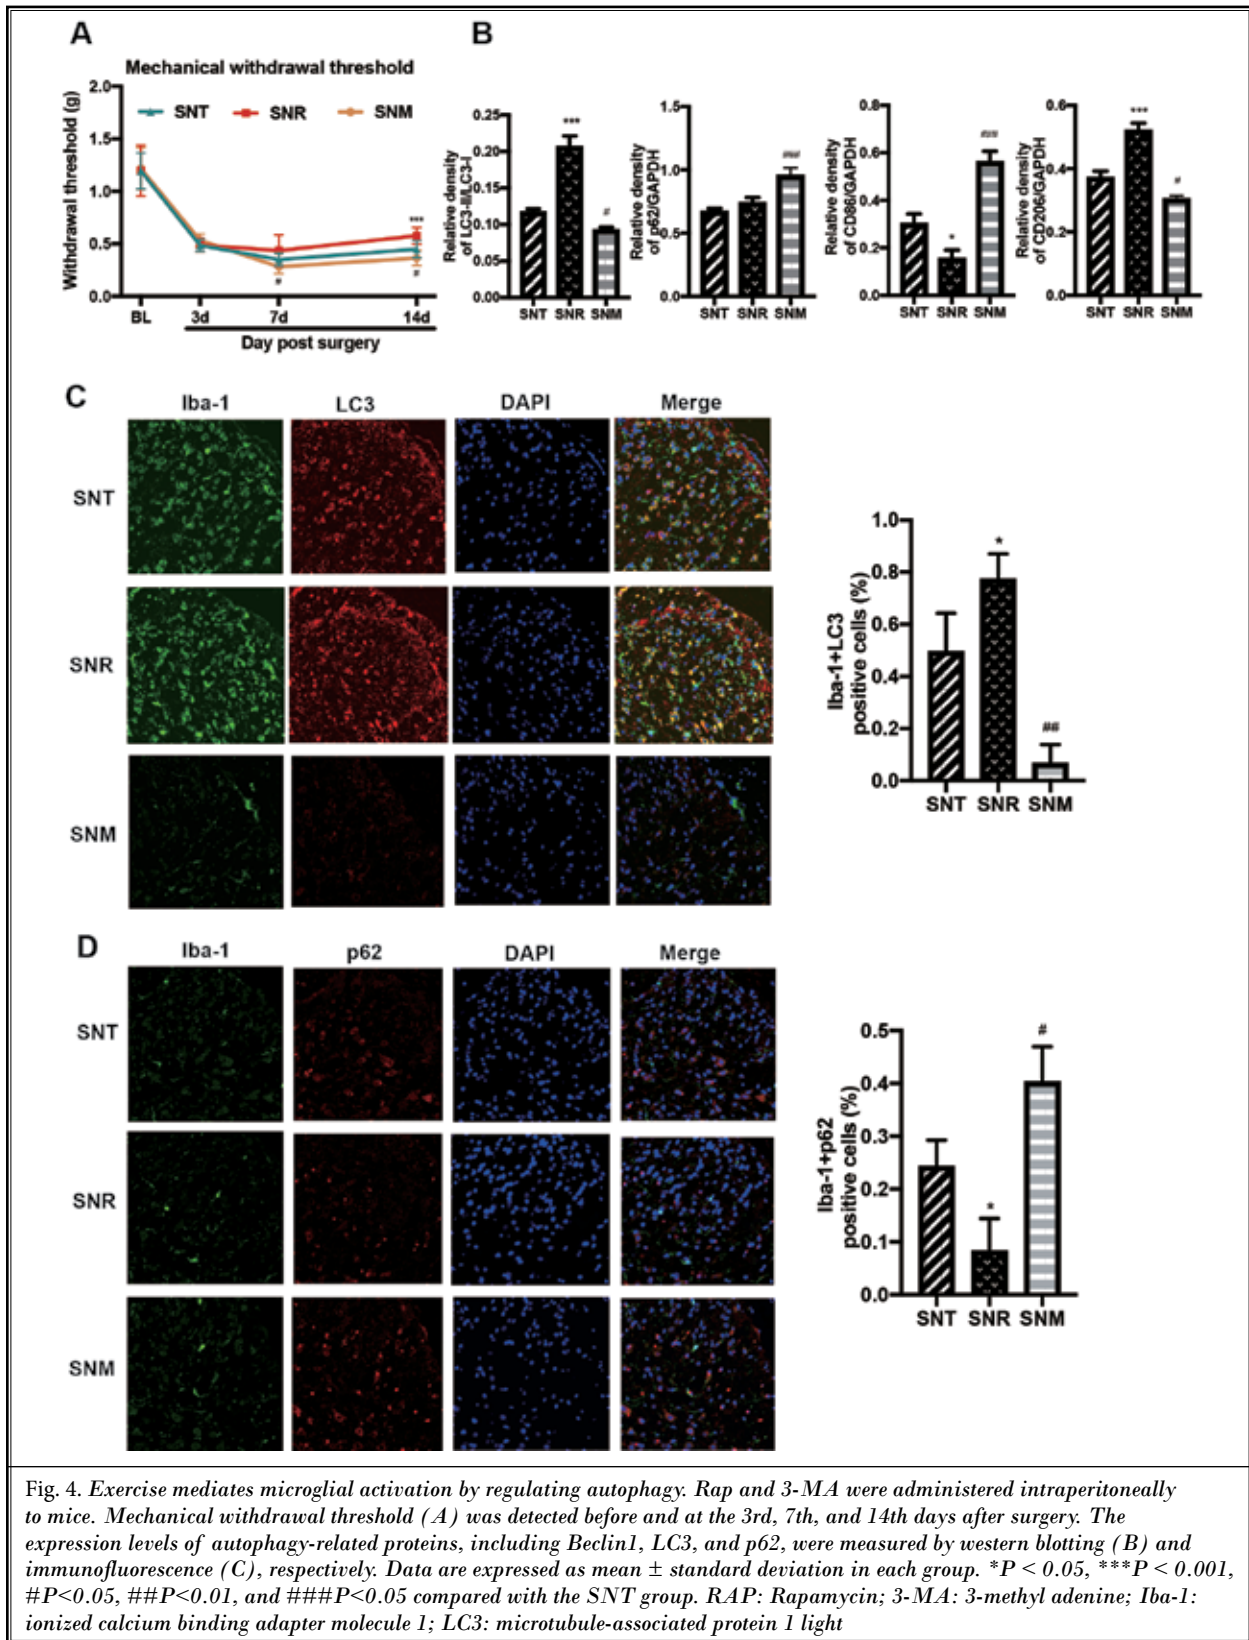 A
Mechanical withdrawal threshold
SNT SNR SNM
Withdrawal threshold (g)
2.0
1.5
1.0
0.5
0.0
***
#
#
BL 3d 7d 14d
Day post surgery
B
Relative density
of LC3-II/LC3-I
0.25
0.20
0.15
0.10
0.05
0.00
***
#
SNT SNR SNM
Relative density
of p62/GAPDH
1.5
1.0
0.5
0.0
###
SNT SNR SNM
Relative density
of CD86/GAPDH
0.8
0.6
0.4
0.2
0.0
*
###
SNT SNR SNM
Relative density
of CD206/GAPDH
0.6
0.4
0.2
0.0
***
#
SNT SNR SNM
C
Iba-1 LC3 DAPI Merge
SNT
SNR
SNM
Iba-1+LC3
positive cells (%)
1.0
0.8
0.6
0.4
0.2
0.0
*
##
SNT SNR SNM
D
Iba-1 p62 DAPI Merge
SNT
SNR
SNM
Iba-1+p62
positive cells (%)
0.5
0.4
0.3
0.2
0.1
0.0
*
#
SNT SNR SNM
Fig. 4. Exercise mediates microglial activation by regulating autophagy. Rap and 3-MA were administered intraperitoneally
to mice. Mechanical withdrawal threshold (A) was detected before and at the 3rd, 7th, and 14th days after surgery. The
expression levels of autophagy-related proteins, including Beclin1, LC3, and p62, were measured by western blotting (B) and
immunofluorescence (C), respectively. Data are expressed as mean ± standard deviation in each group. *P < 0.05, ***P < 0.001,
#P<0.05, ##P<0.01, and ###P<0.05 compared with the SNT group. RAP: Rapamycin; 3-MA: 3-methyl adenine; Iba-1:
ionized calcium binding adapter molecule 1; LC3: microtubule-associated protein 1 light